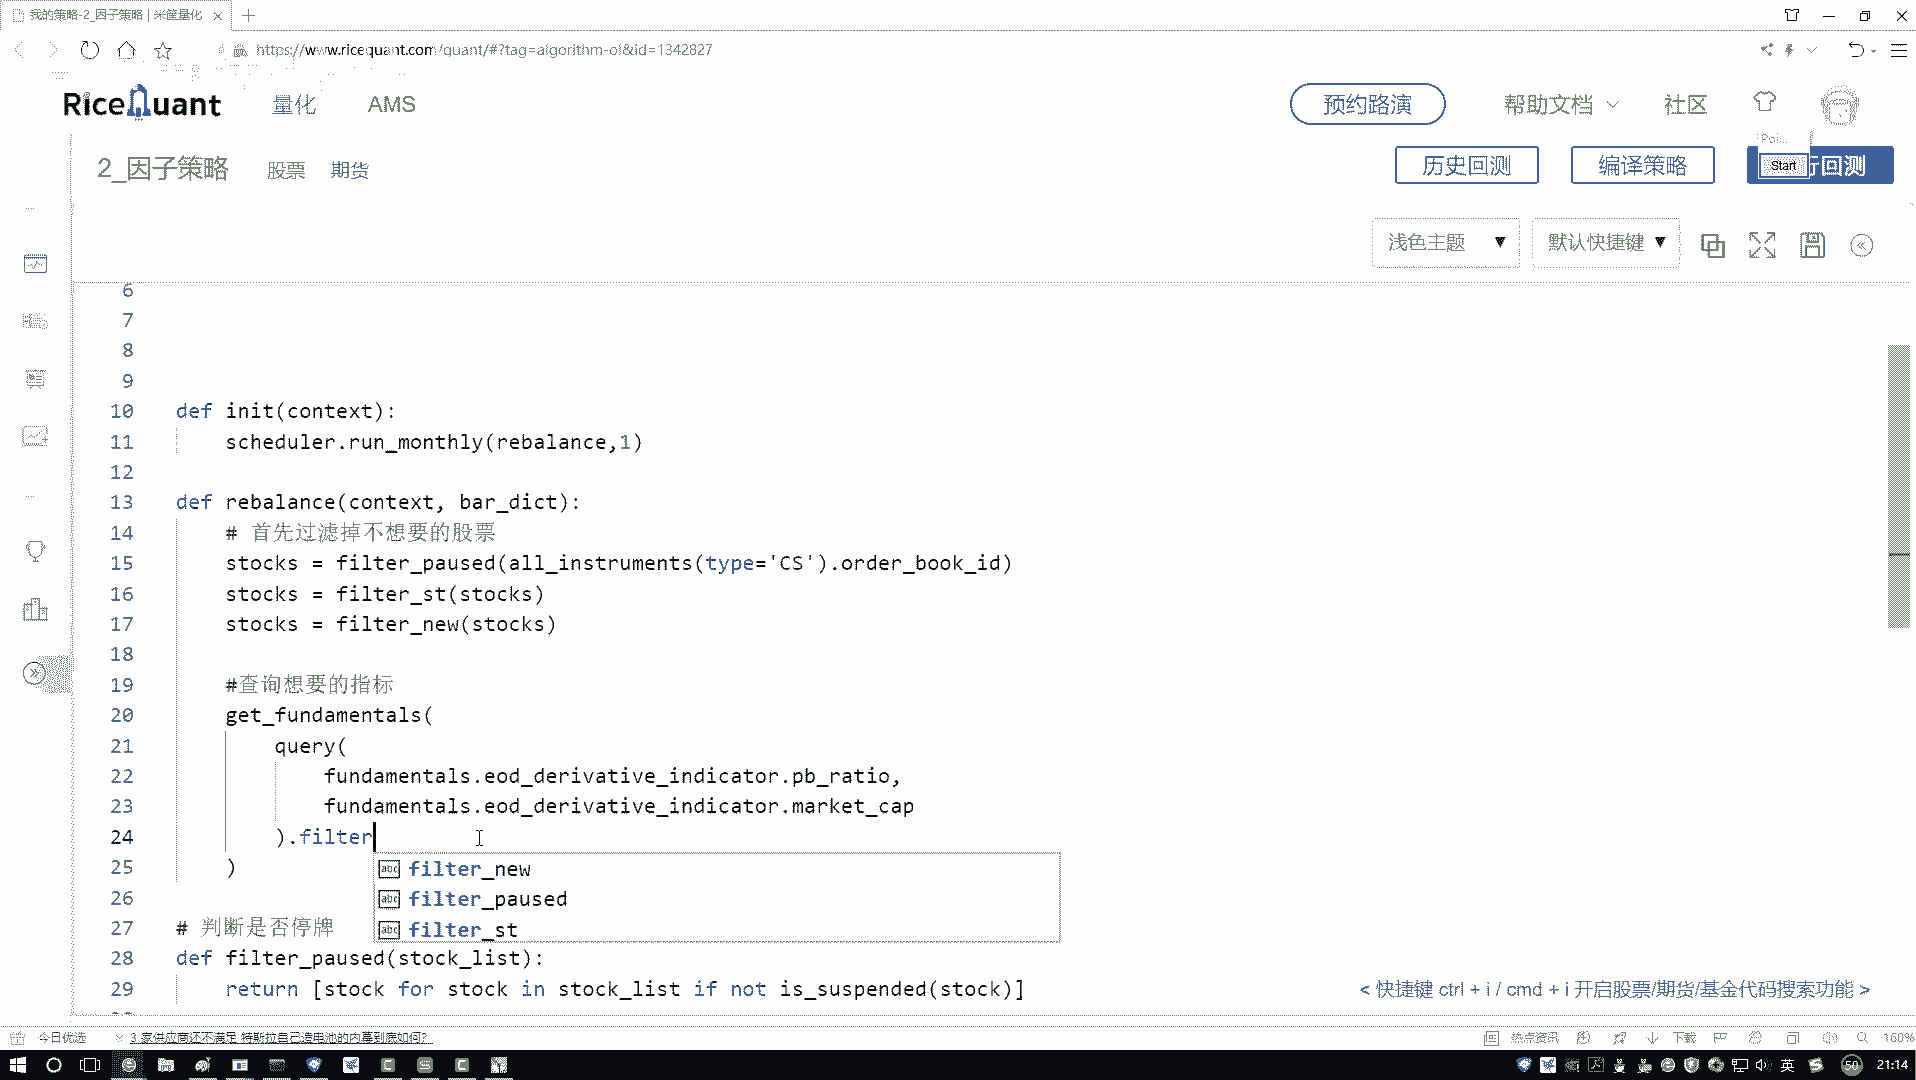 我的策略-2_因子策略 | 米筐量化
https://www.ricequant.com/quant/#?tag=algorithm-ol&id=1342827
RiceQuant 量化 AMS 预约路演 帮助文档 社区
Poi...
2_因子策略 股票 期货 历史回测 编译策略 Start 行回测
浅色主题 ▼ 默认快捷键 ▼
6
7
8
9
10 def init(context):
11 scheduler.run_monthly(rebalance,1)
12
13 def rebalance(context, bar_dict):
14 # 首先过滤掉不想要的股票
15 stocks = filter_paused(all_instruments(type='CS').order_book_id)
16 stocks = filter_st(stocks)
17 stocks = filter_new(stocks)
18
19 #查询想要的指标
20 get_fundamentals(
21 query(
22 fundamentals.eod_derivative_indicator.pb_ratio,
23 fundamentals.eod_derivative_indicator.market_cap
24 ).filter
25 )
abc filter_new
26
abc filter_paused
27 # 判断是否停牌
abc filter_st
28 def filter_paused(stock_list):
29 return [stock for stock in stock_list if not is_suspended(stock)]
< 快捷键 ctrl + i / cmd + i 开启股票/期货/基金代码搜索功能 >
今日优选 3 家供应商还不满足 特斯拉自己造电池的内幕到底如何? 热点资讯 下载 160%
英 50 21:14